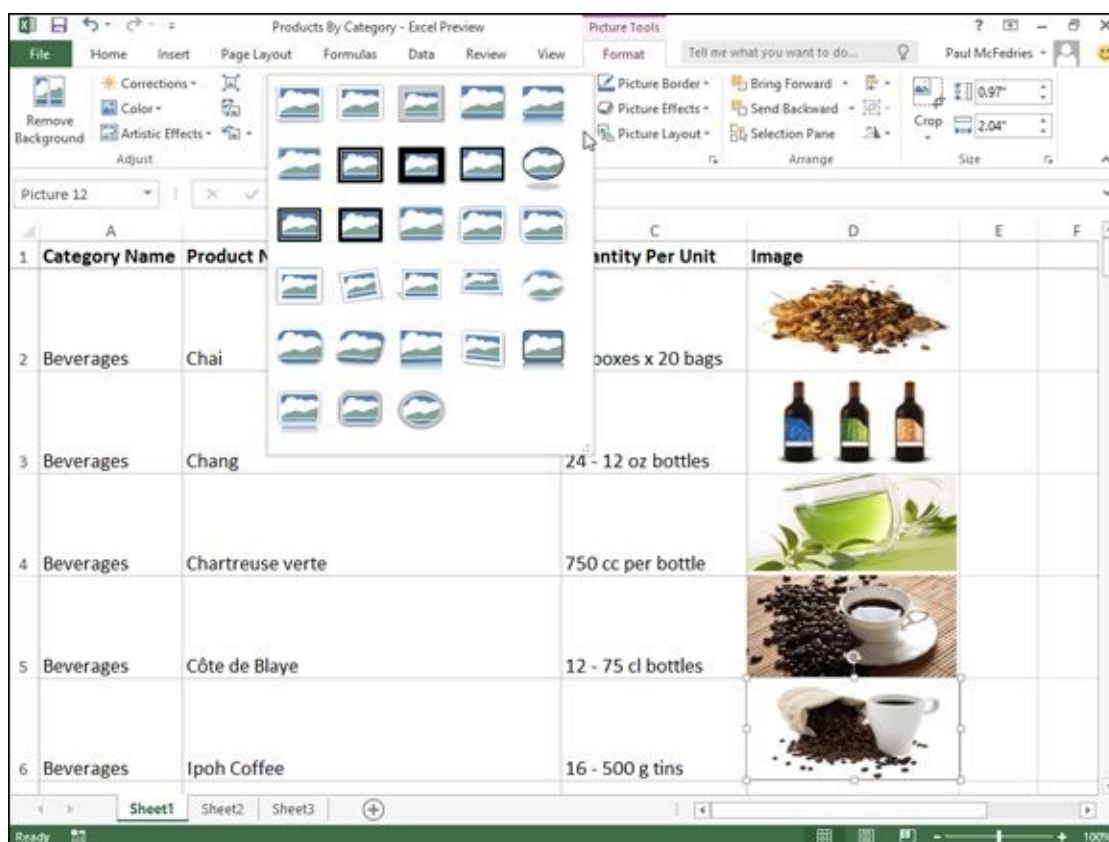 Products By Category - Excel Preview
Picture Tools
?
File Home Insert Page Layout Formulas Data Review View Format Tell me what you want to do... Paul McFedries
Remove Background
Corrections
Color
Artistic Effects
Adjust
Picture Border
Picture Effects
Picture Layout
Bring Forward
Send Backward
Selection Pane
Arrange
Crop
0.97"
2.04"
Size
Picture 12
A C D E F
1 Category Name Product N antity Per Unit Image
2 Beverages Chai boxes x 20 bags
3 Beverages Chang 24 - 12 oz bottles
4 Beverages Chartreuse verte 750 cc per bottle
5 Beverages Côte de Blaye 12 - 75 cl bottles
6 Beverages Ipoh Coffee 16 - 500 g tins
Sheet1 Sheet2 Sheet3
Ready 100%